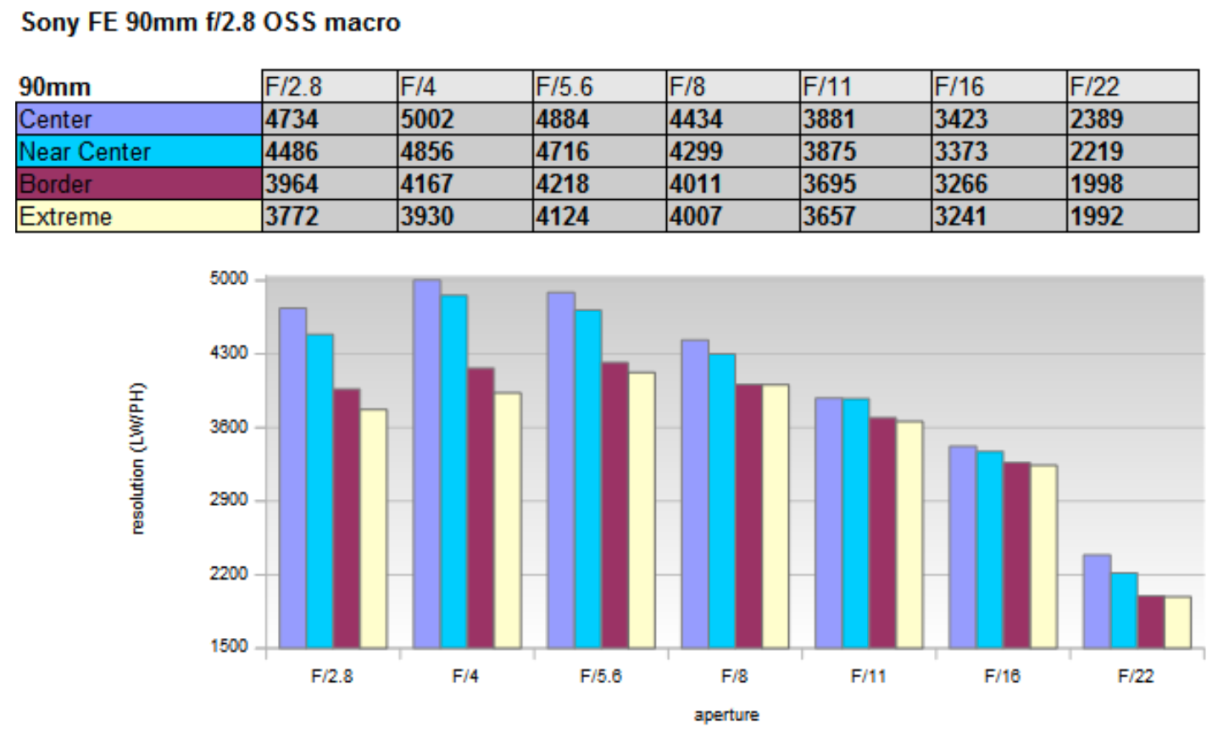 Sony FE 90mm f/2.8 OSS macro
90mm F/2.8 F/4 F/5.6 F/8 F/11 F/16 F/22
Center 4734 5002 4884 4434 3881 3423 2389
Near Center 4486 4856 4716 4299 3875 3373 2219
Border 3964 4167 4218 4011 3695 3266 1998
Extreme 3772 3930 4124 4007 3657 3241 1992
5000
4300
3600
2900
2200
1500
resolution (LW/PH)
F/2.8 F/4 F/5.6 F/8 F/11 F/16 F/22
aperture